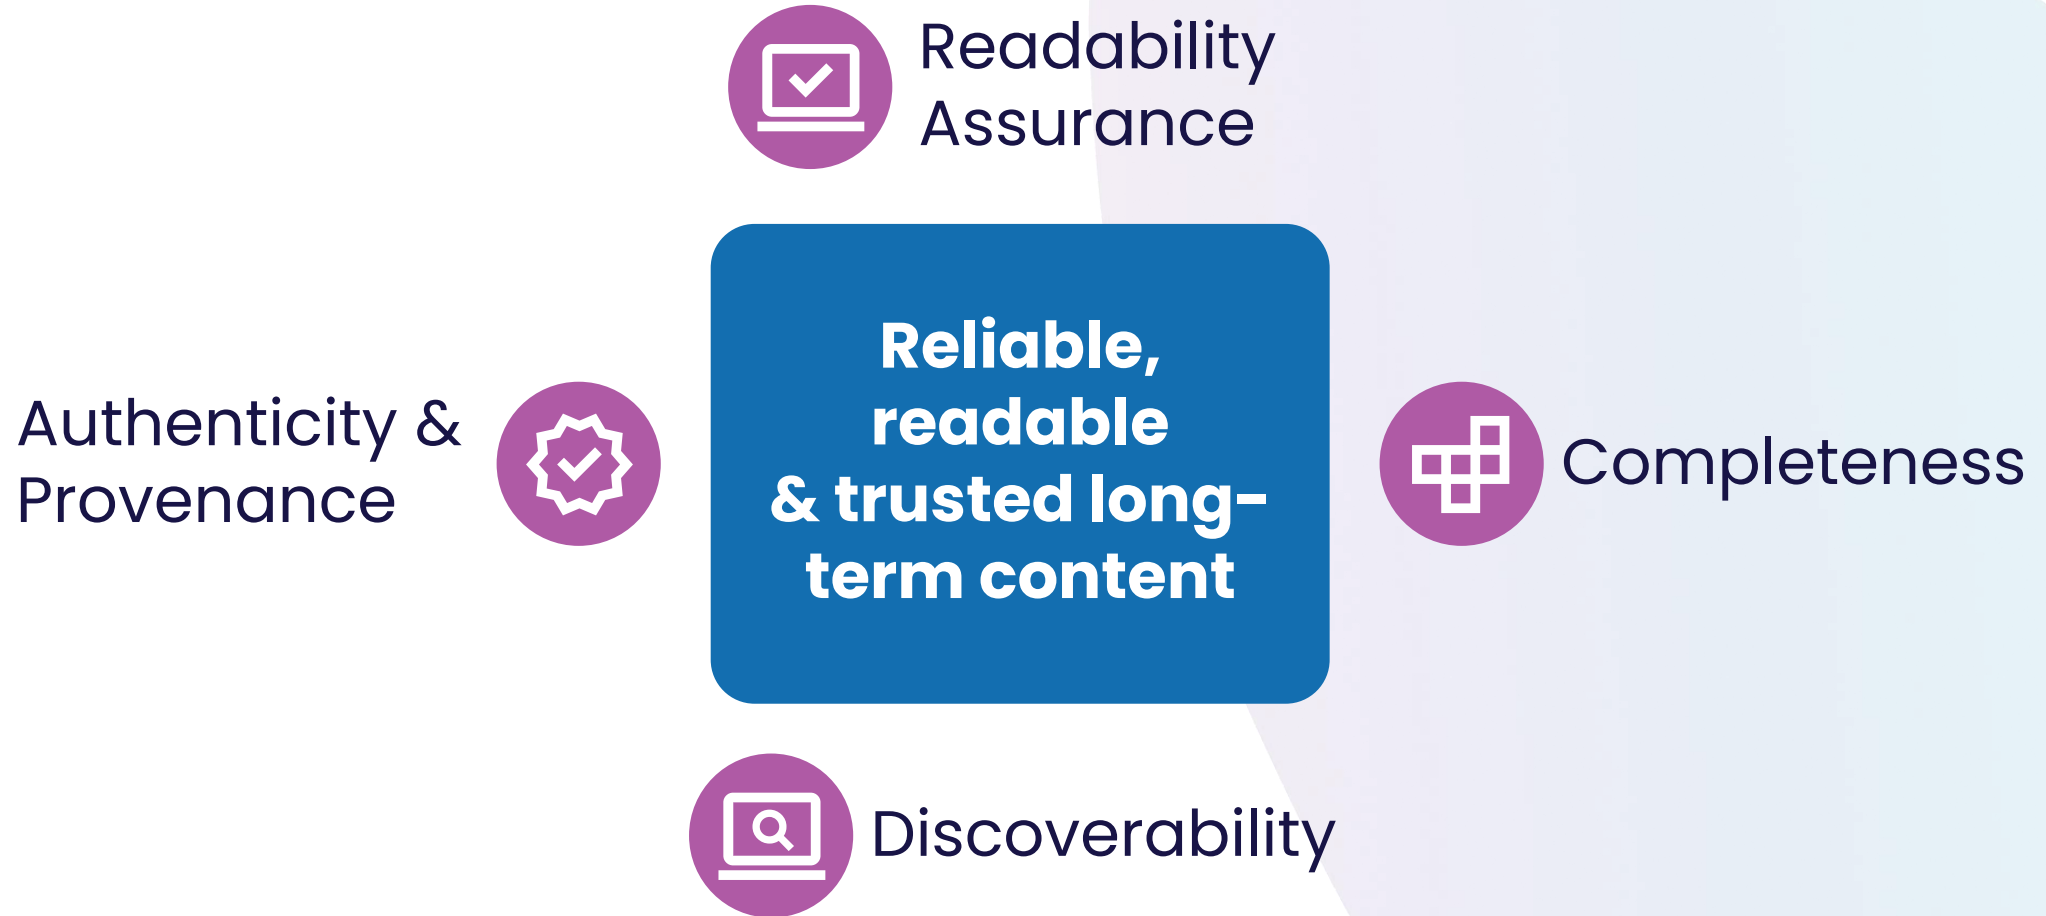 Readability
Assurance
Authenticity &
Provenance
Reliable,
readable
& trusted long-
term content
Completeness
Discoverability